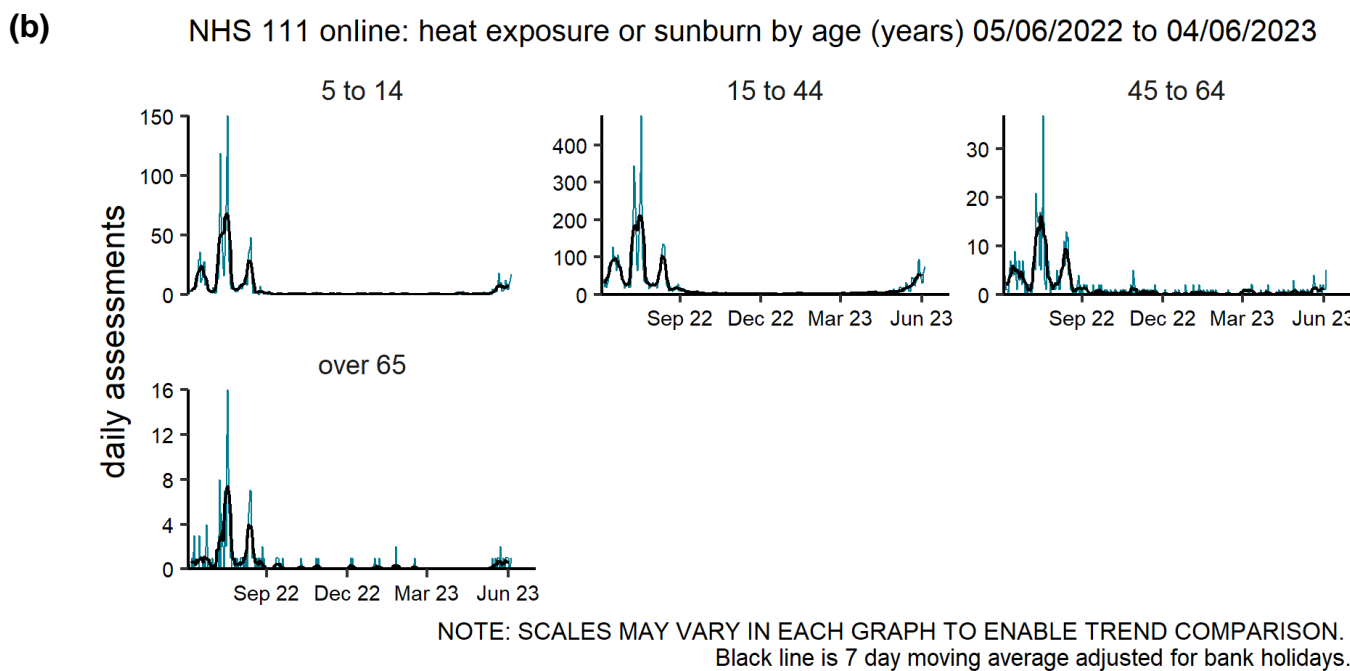 (b)
NHS 111 online: heat exposure or sunburn by age (years) 05/06/2022 to 04/06/2023
5 to 14
15 to 44
45 to 64
150
100
50
0
400
300
200
100
0
30
20
10
0
Sep 22 Dec 22 Mar 23 Jun 23
Sep 22 Dec 22 Mar 23 Jun 23
daily assessments
over 65
16
12
8
4
0
Sep 22 Dec 22 Mar 23 Jun 23
NOTE: SCALES MAY VARY IN EACH GRAPH TO ENABLE TREND COMPARISON.
Black line is 7 day moving average adjusted for bank holidays.